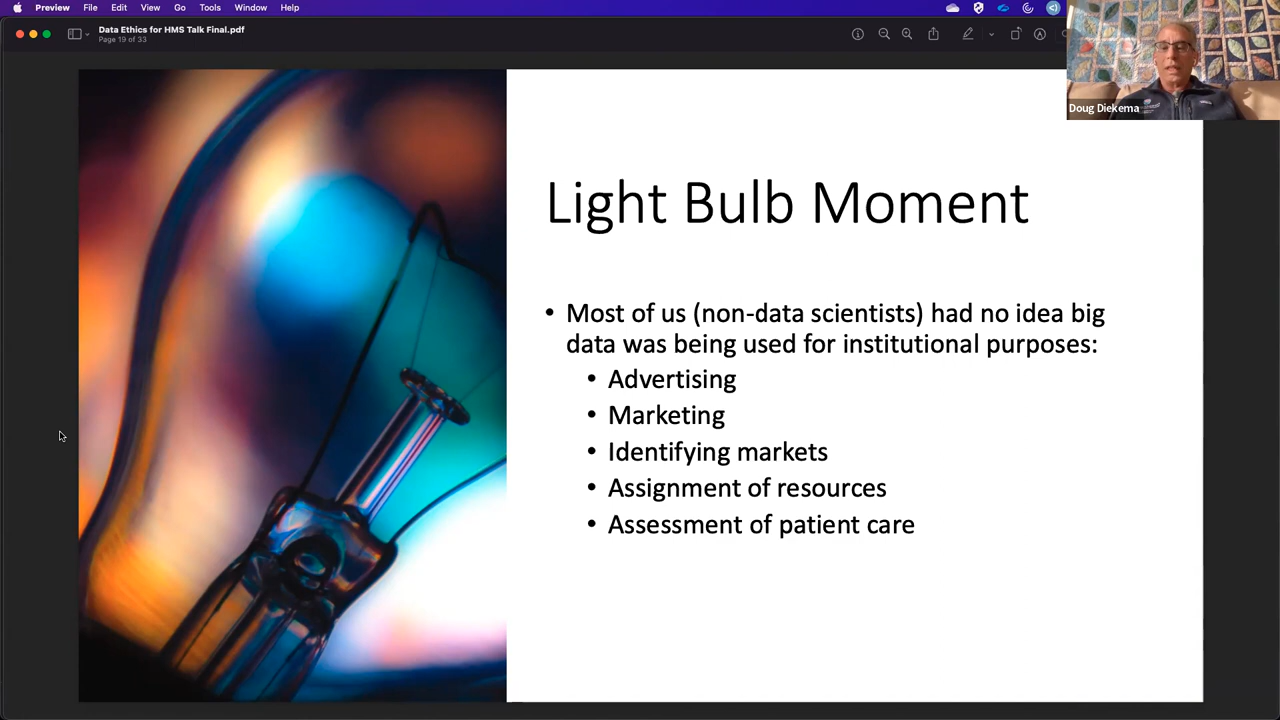 Preview File Edit View Go Tools Window Help
Data Ethics for HMS Talk Final.pdf
Page 19 of 33
Doug Diekema
Light Bulb Moment
• Most of us (non-data scientists) had no idea big
data was being used for institutional purposes:
• Advertising
• Marketing
• Identifying markets
• Assignment of resources
• Assessment of patient care